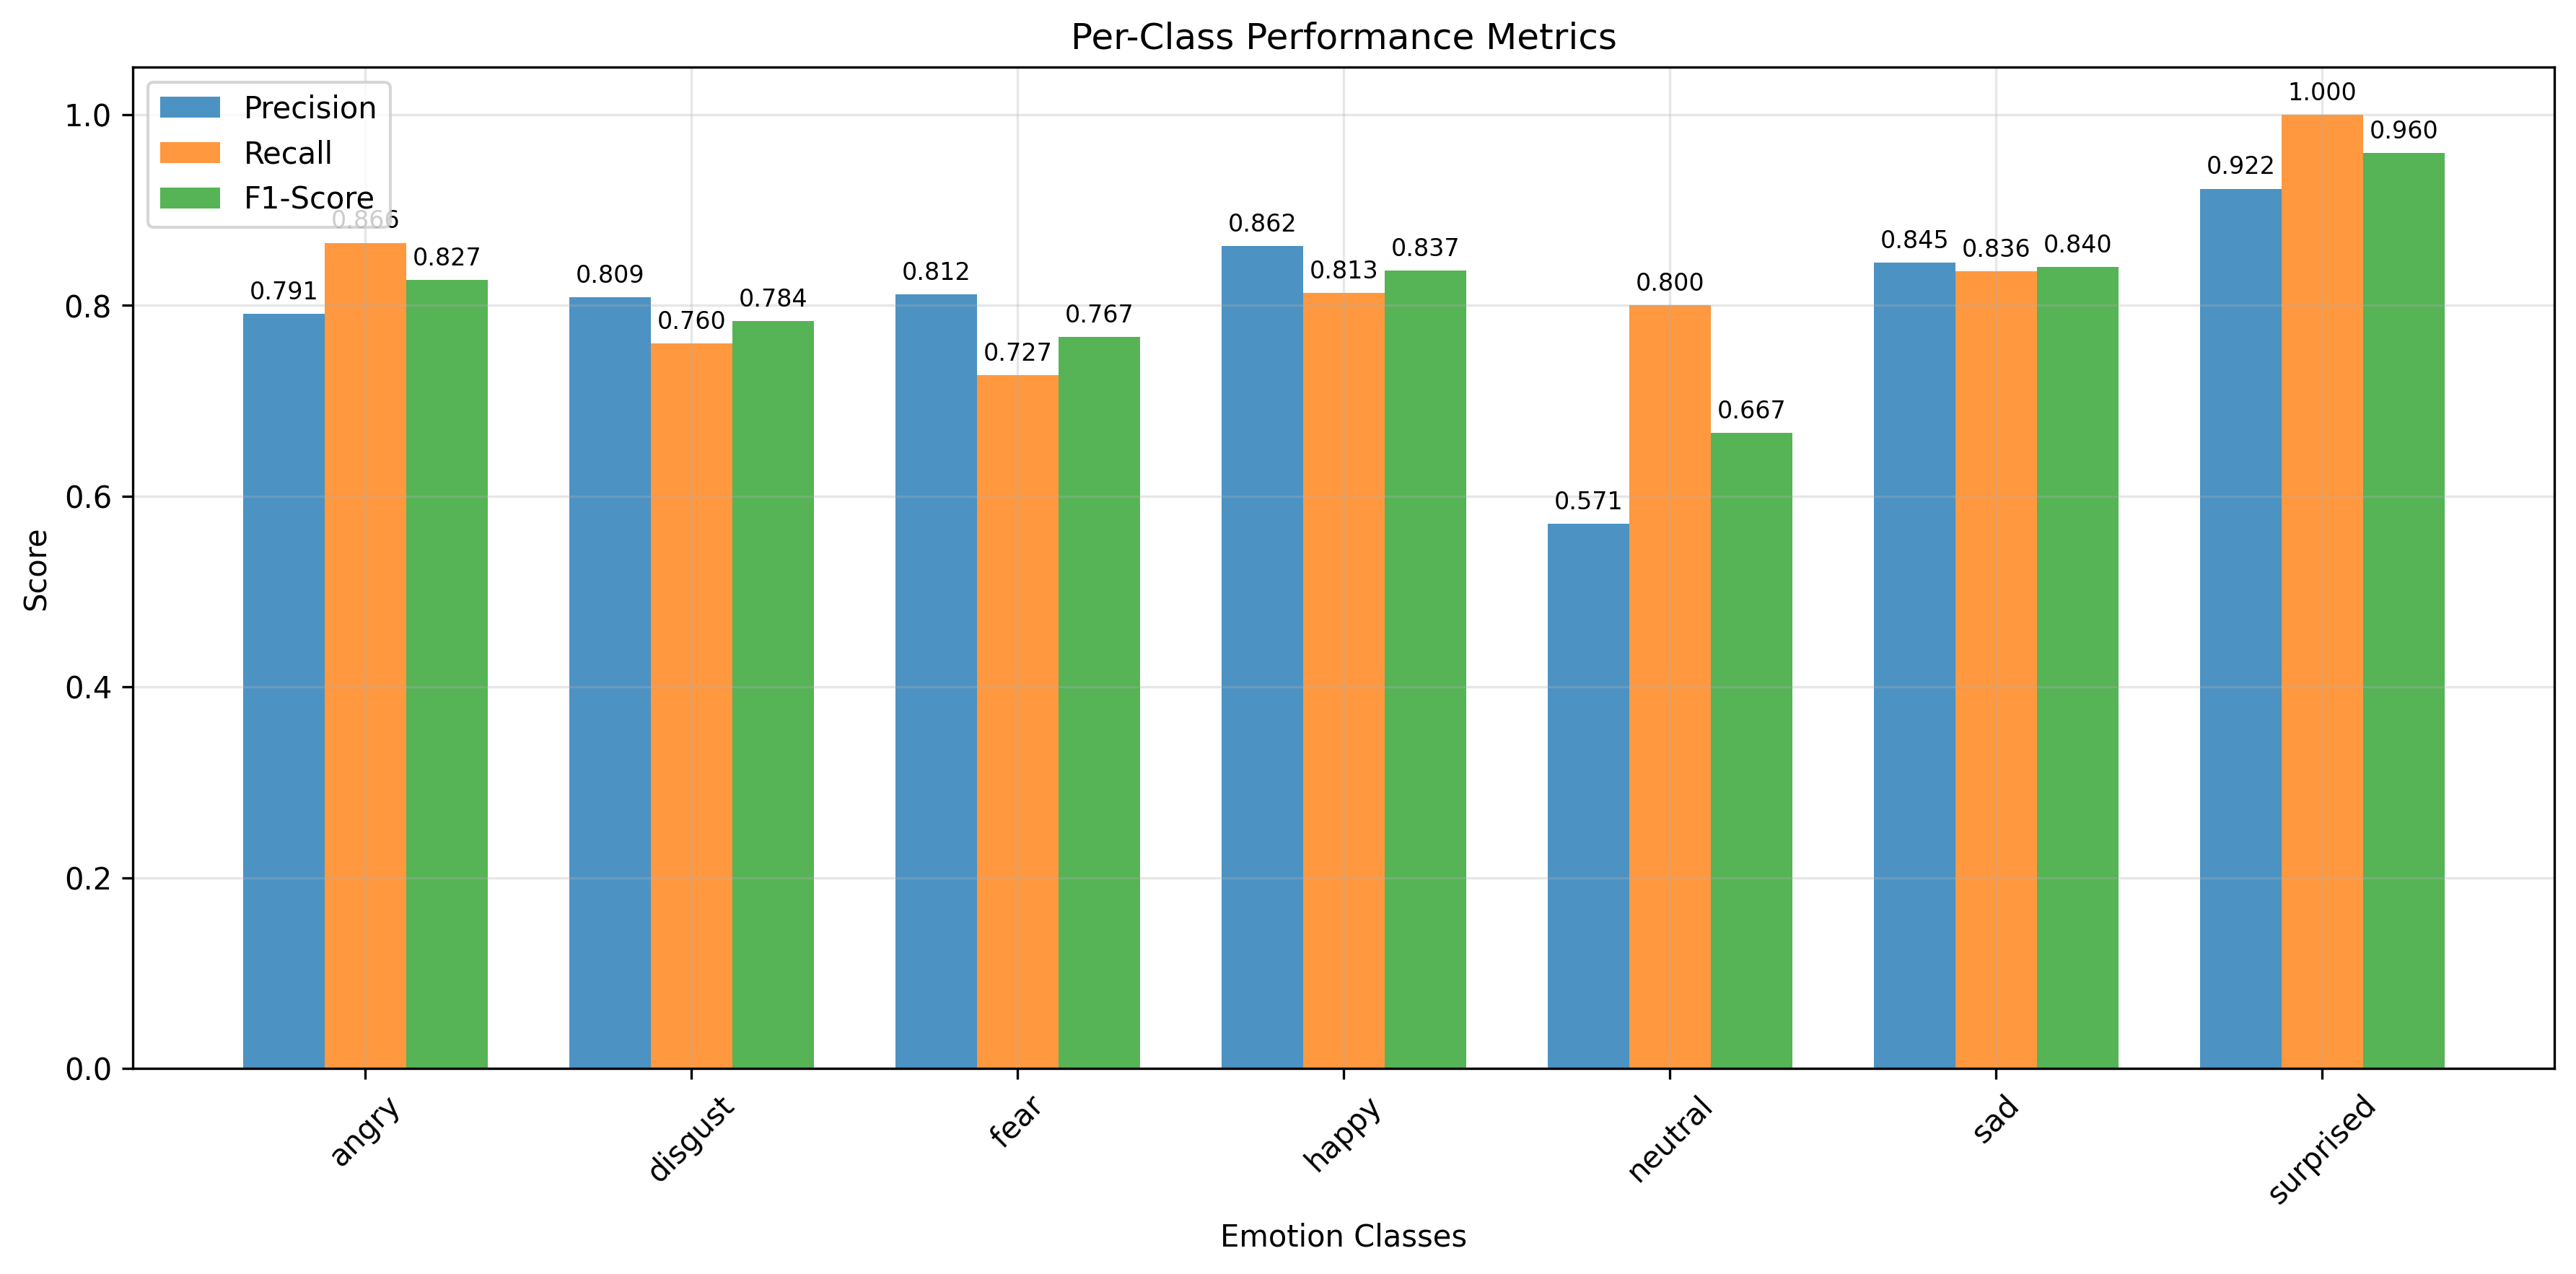 Per-Class Performance Metrics
Precision
Recall
F1-Score
1.0
0.8
0.6
0.4
0.2
0.0
Score
0.791
0.866
0.827
0.809
0.760
0.784
0.812
0.727
0.767
0.862
0.813
0.837
0.571
0.800
0.667
0.845
0.836
0.840
0.922
1.000
0.960
angry
disgust
fear
happy
neutral
sad
surprised
Emotion Classes